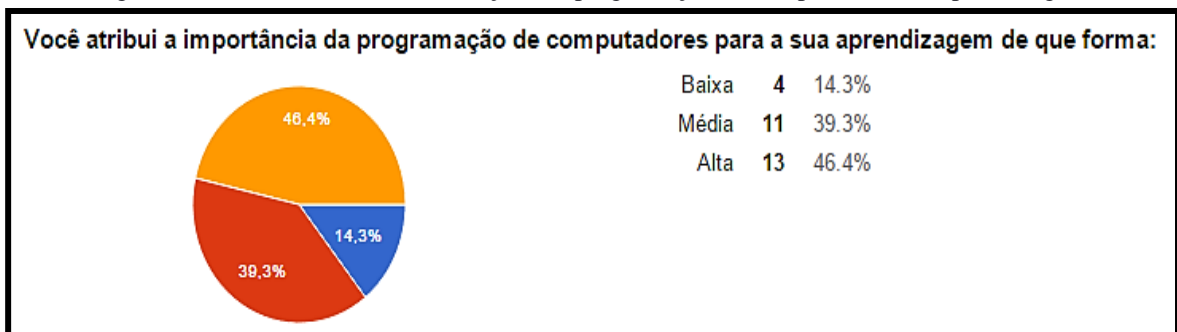 Você atribui a importância da programação de computadores para a sua aprendizagem de que forma:
46,4%
14,3%
39,3%
Baixa 4 14.3%
Média 11 39.3%
Alta 13 46.4%